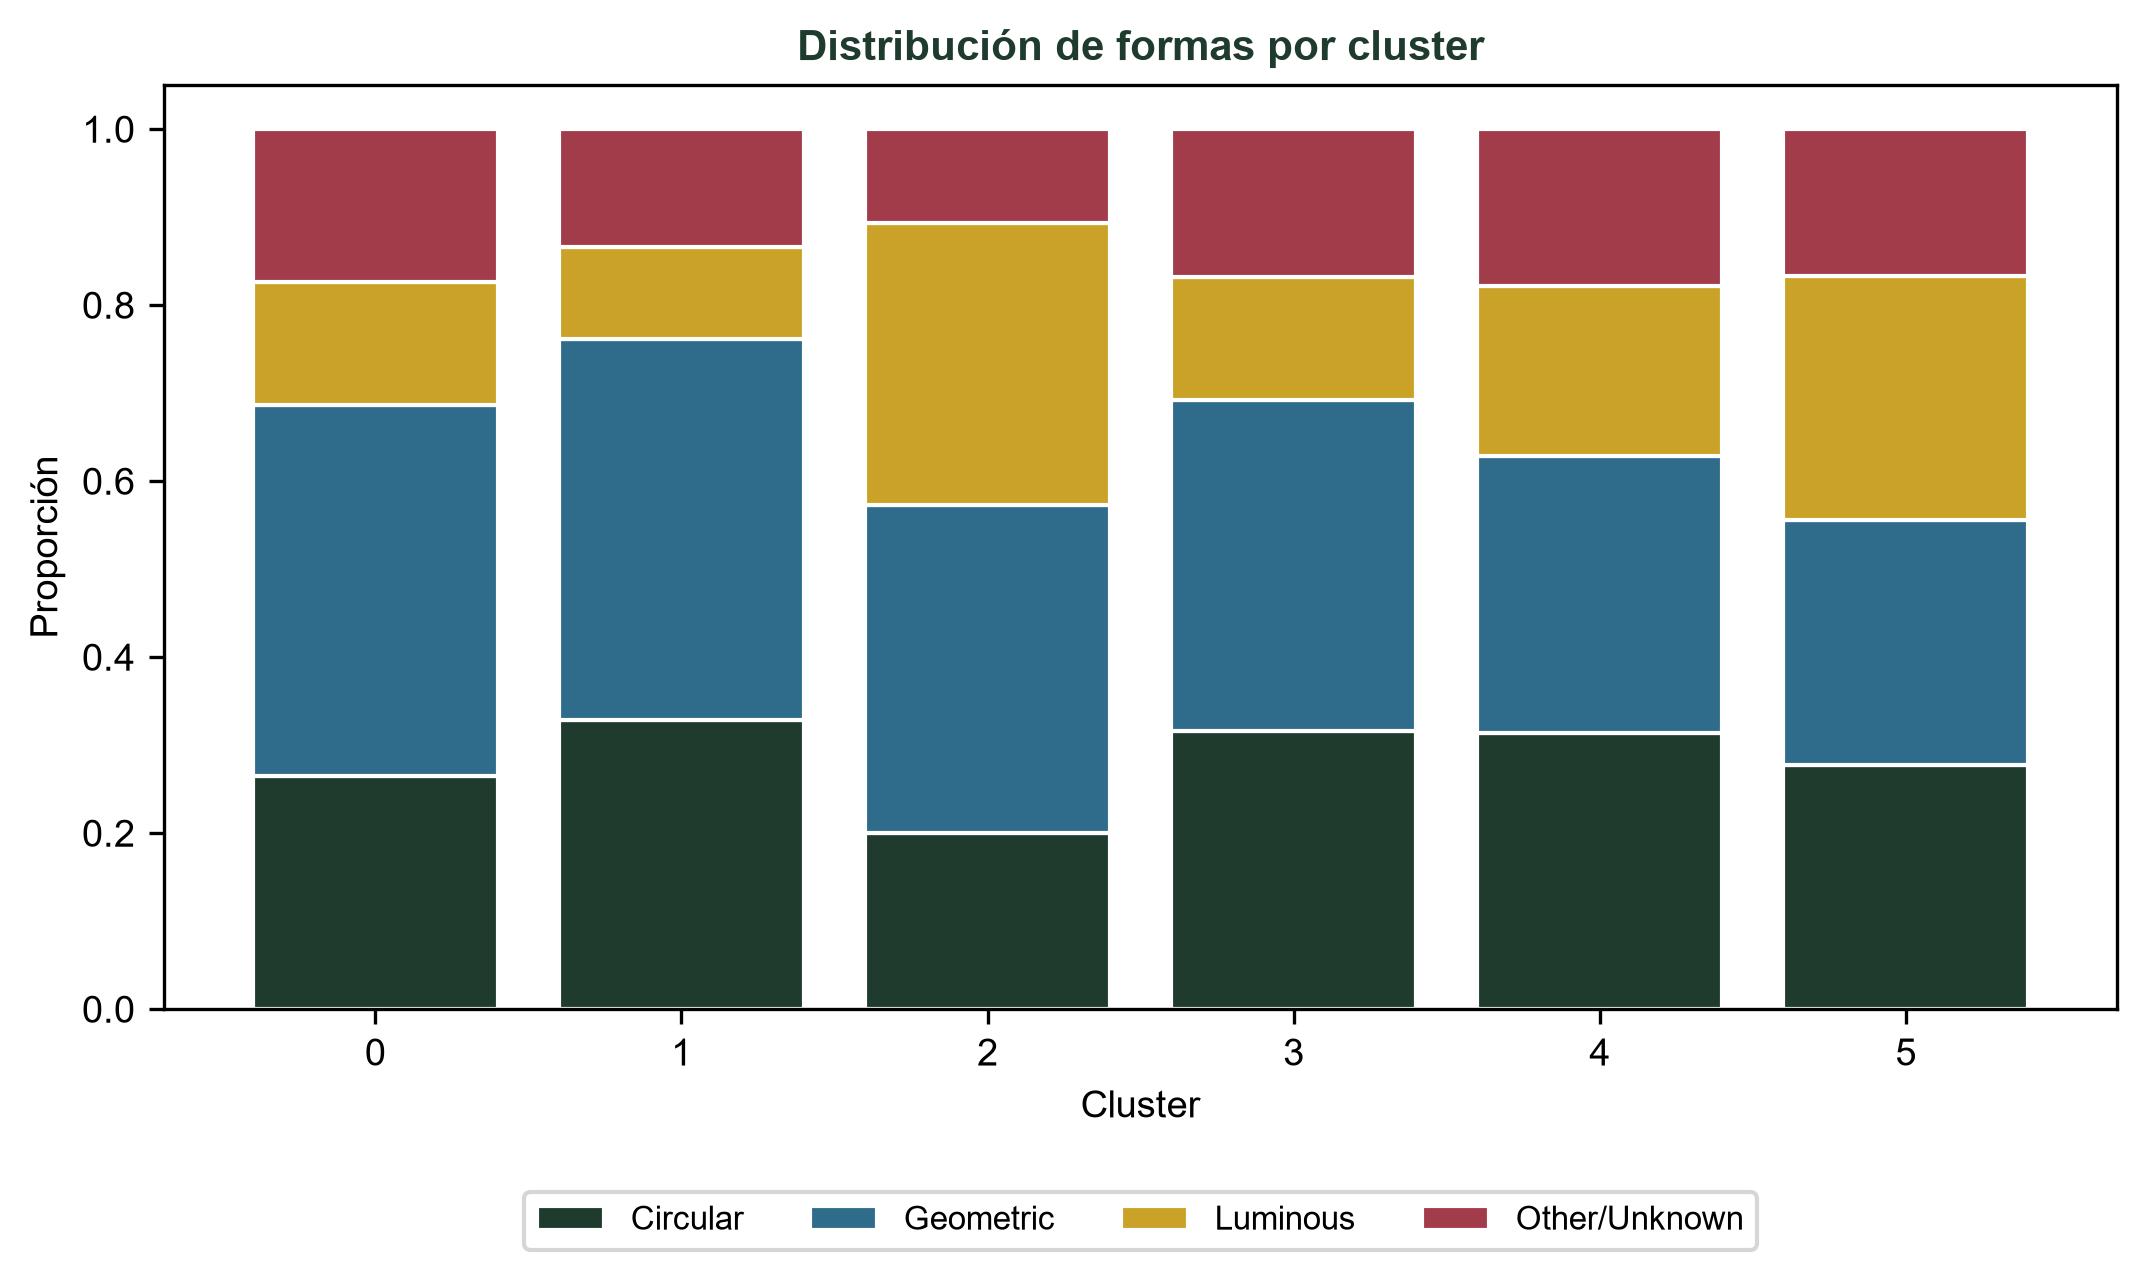 Distribución de formas por cluster
Proporción
1.0
0.8
0.6
0.4
0.2
0.0
0 1 2 3 4 5
Cluster
Circular Geometric Luminous Other/Unknown